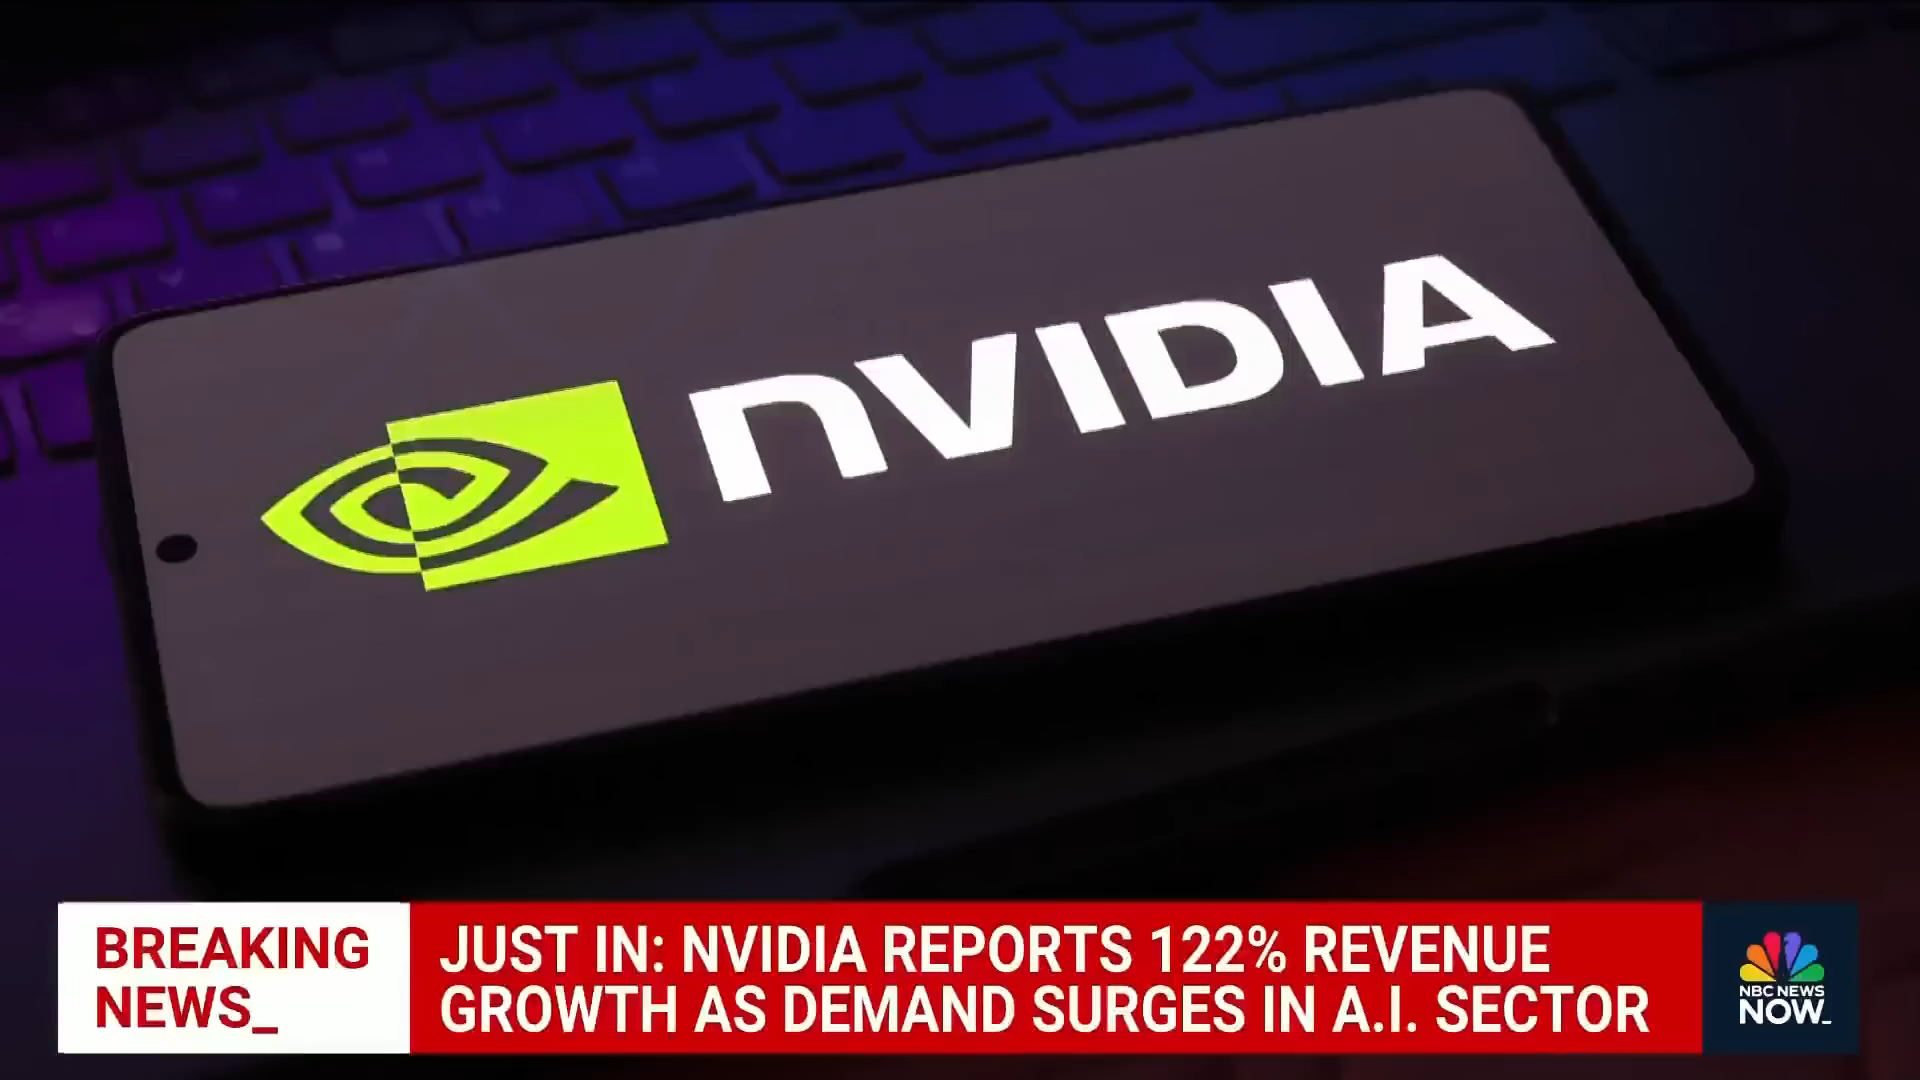 NVIDIA
BREAKING
NEWS_
JUST IN: NVIDIA REPORTS 122% REVENUE
GROWTH AS DEMAND SURGES IN A.I. SECTOR
NBC NEWS
NOW_